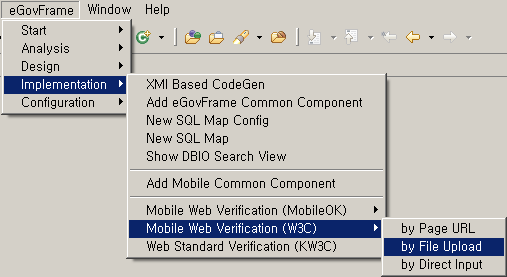 eGovFrame Window Help
Start
Analysis
Design
Implementation
Configuration
XMI Based CodeGen
Add eGovFrame Common Component
New SQL Map Config
New SQL Map
Show DBIO Search View
Add Mobile Common Component
Mobile Web Verification (MobileOK)
Mobile Web Verification (W3C)
Web Standard Verification (KW3C)
by Page URL
by File Upload
by Direct Input